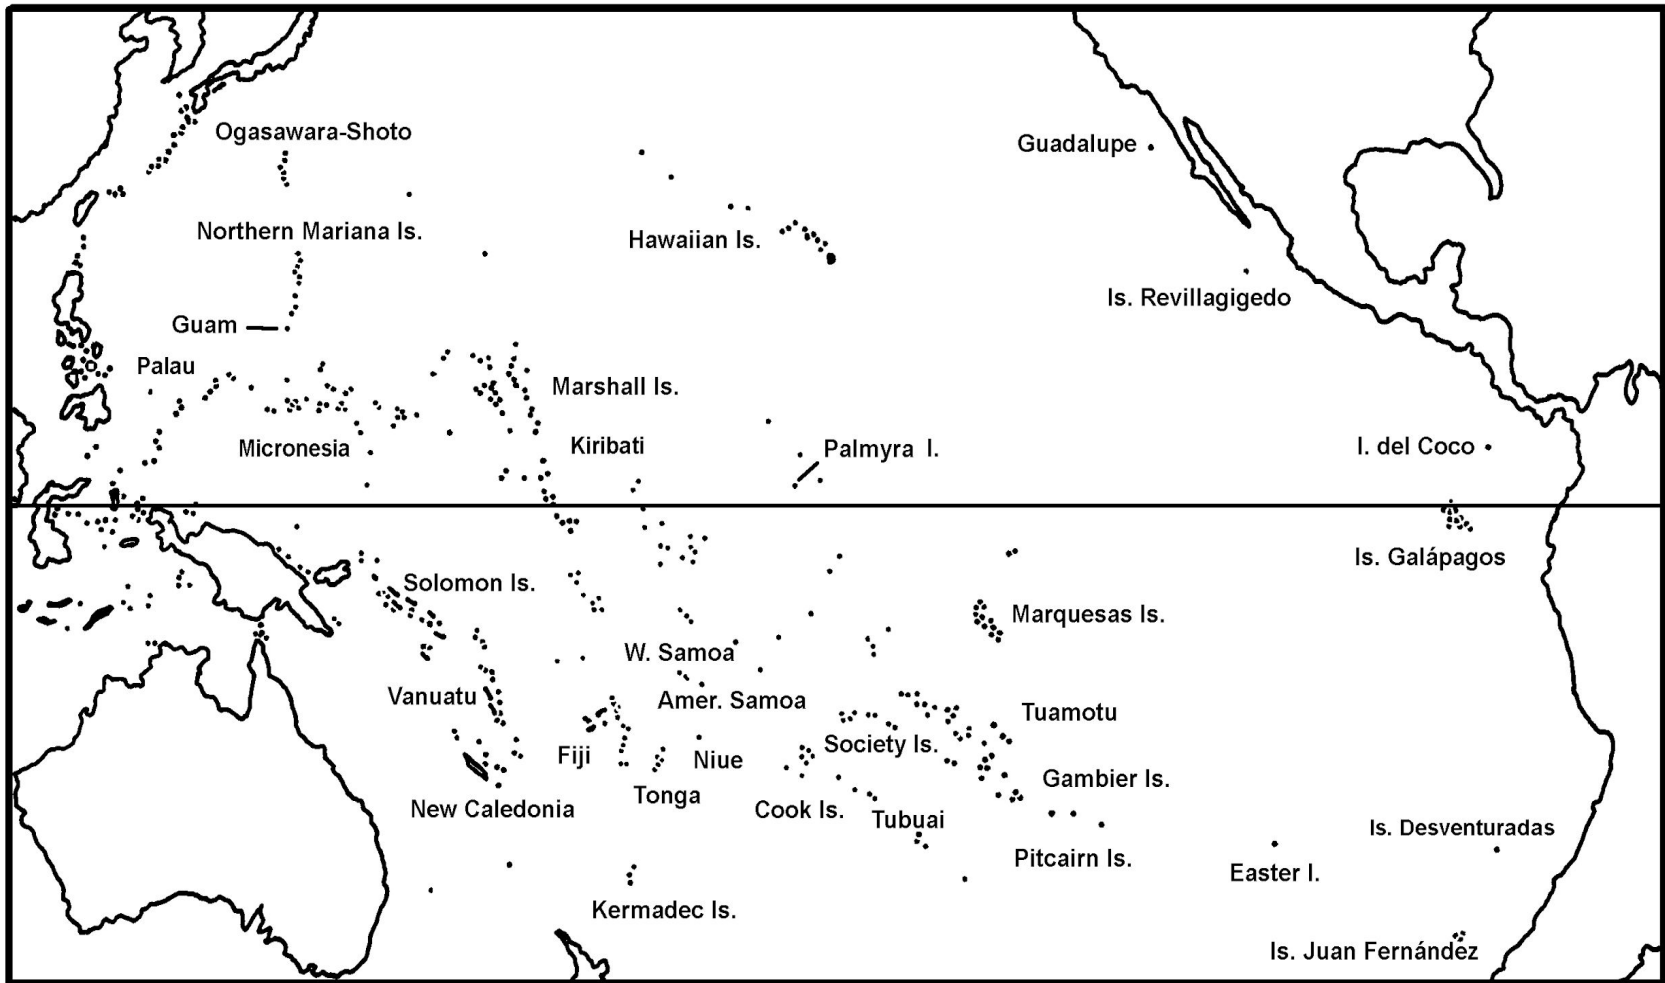 Ogasawara-Shoto
Guadalupe
Northern Mariana Is.
Hawaiian Is.
Is. Revillagigedo
Guam
Palau
Marshall Is.
Micronesia
Kiribati
Palmyra I.
I. del Coco
Is. Galápagos
Solomon Is.
Marquesas Is.
W. Samoa
Vanuatu
Amer. Samoa
Tuamotu
Society Is.
Fiji
Niue
Gambier Is.
Tonga
New Caledonia
Cook Is.
Tubuai
Is. Desventuradas
Pitcairn Is.
Easter I.
Kermadec Is.
Is. Juan Fernández